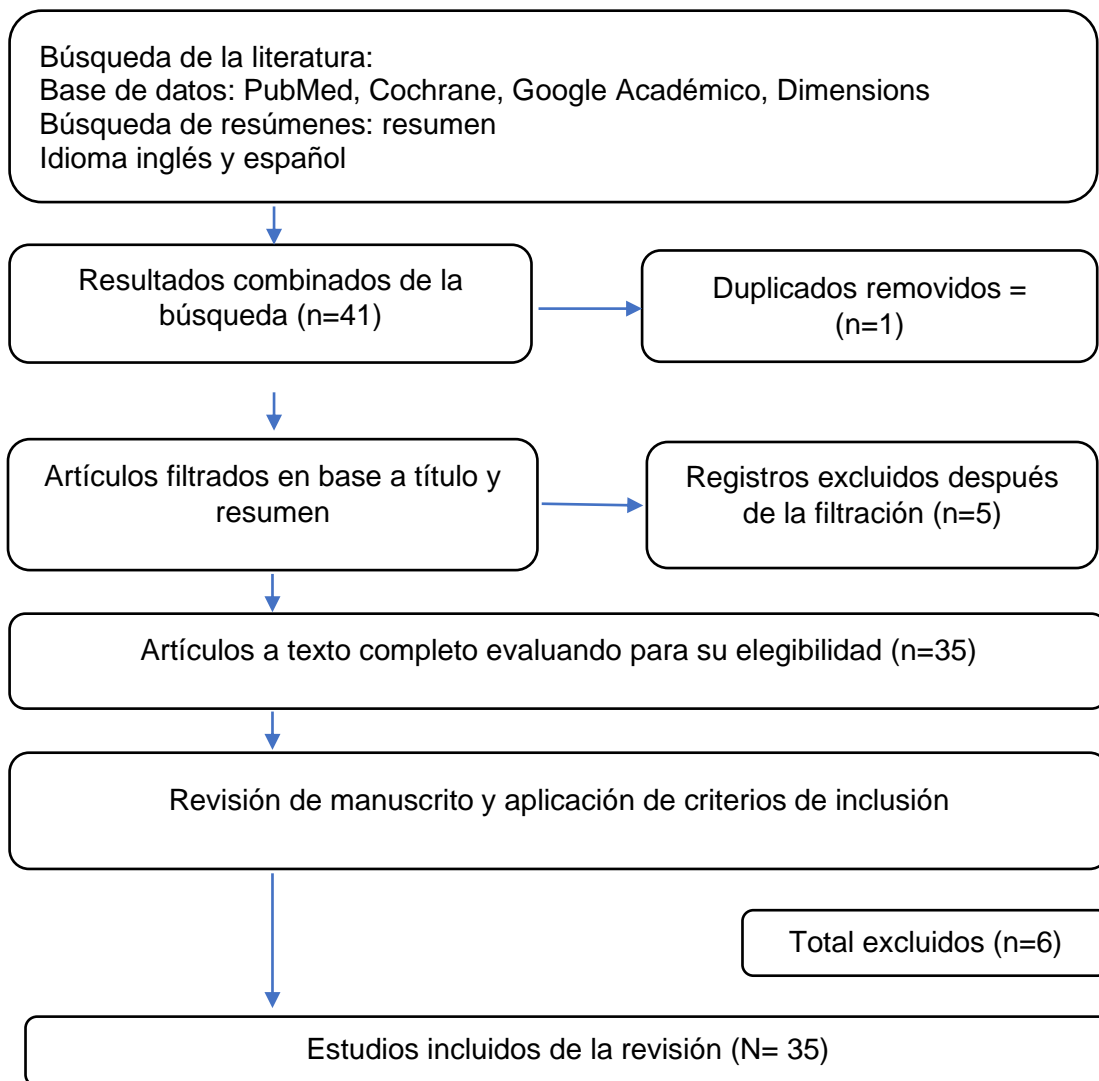 Búsqueda de la literatura:
Base de datos: PubMed, Cochrane, Google Académico, Dimensions
Búsqueda de resúmenes: resumen
Idioma inglés y español
Resultados combinados de la
búsqueda (n=41)
Duplicados removidos =
(n=1)
Artículos filtrados en base a título y
resumen
Registros excluidos después
de la filtración (n=5)
Artículos a texto completo evaluando para su elegibilidad (n=35)
Revisión de manuscrito y aplicación de criterios de inclusión
Total excluidos (n=6)
Estudios incluidos de la revisión (N= 35)